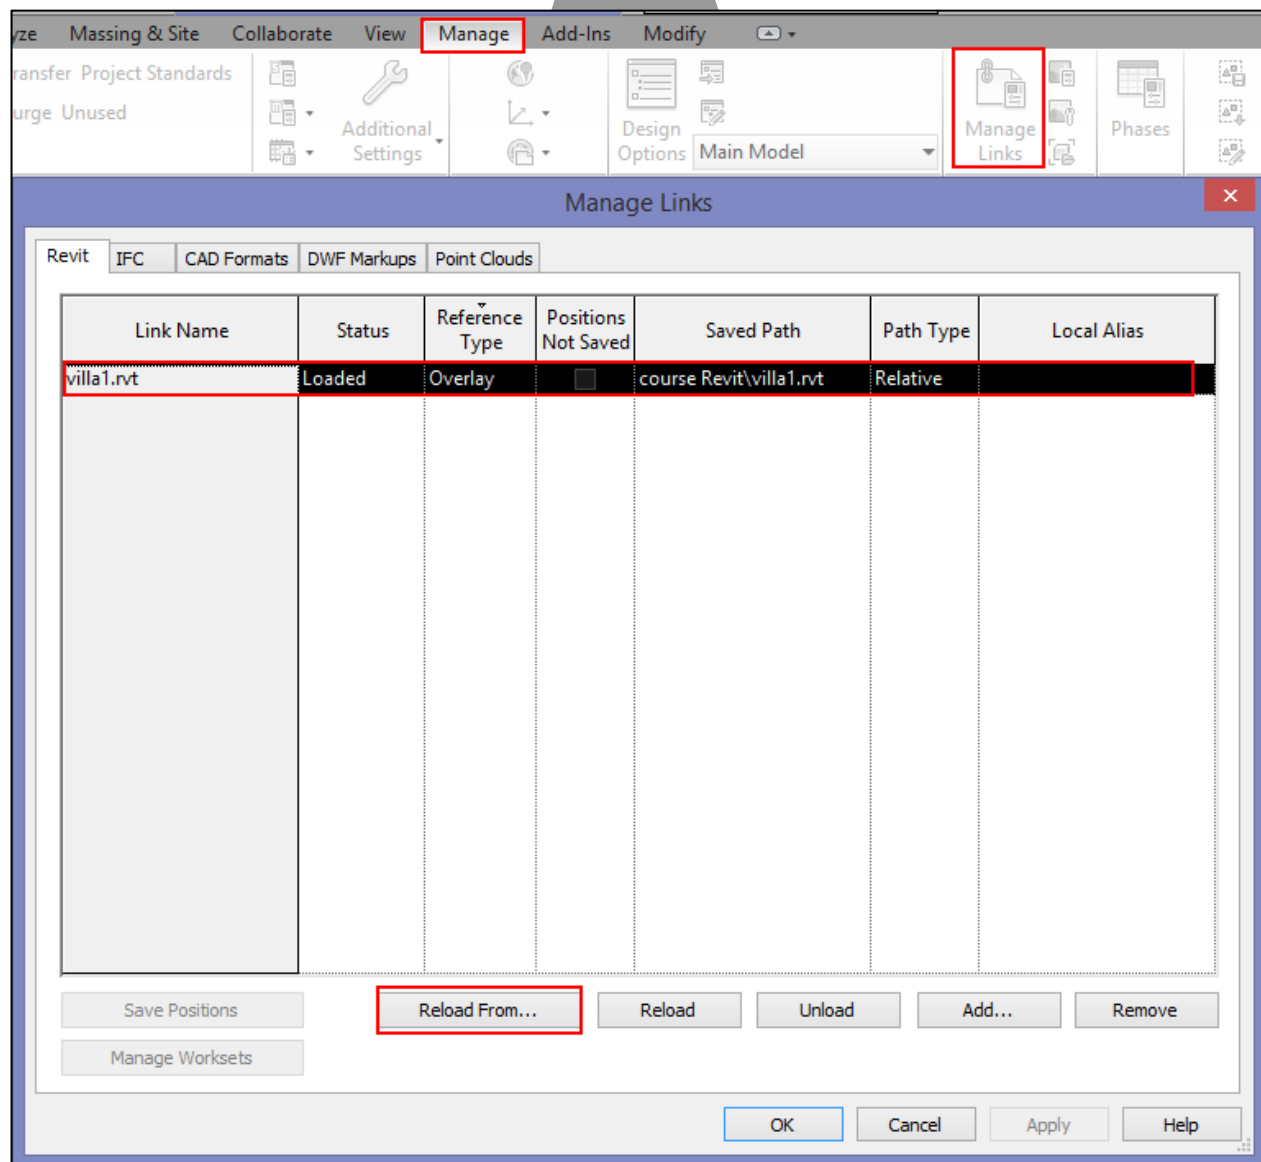 yze Massing & Site Collaborate View Manage Add-Ins Modify
ransfer Project Standards
urge Unused
Additional
Settings
Design
Options
Main Model
Manage
Links
Phases
Manage Links
Revit IFC CAD Formats DWF Markups Point Clouds
Link Name Status Reference Type Positions Not Saved Saved Path Path Type Local Alias
villa1.rvt Loaded Overlay course Revit\villa1.rvt Relative
Save Positions Reload From... Reload Unload Add... Remove
Manage Worksets
OK Cancel Apply Help